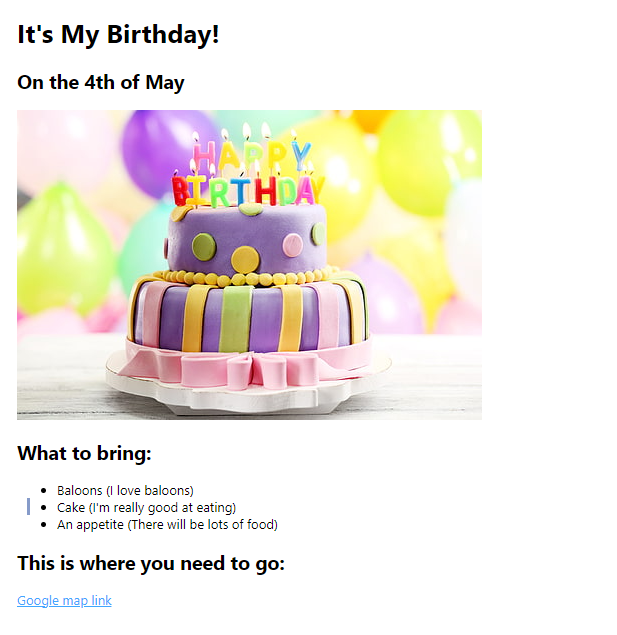 It's My Birthday!
On the 4th of May
HAPPY
BIRTHDAY
What to bring:
Baloons (I love baloons)
Cake (I'm really good at eating)
An appetite (There will be lots of food)
This is where you need to go:
Google map link